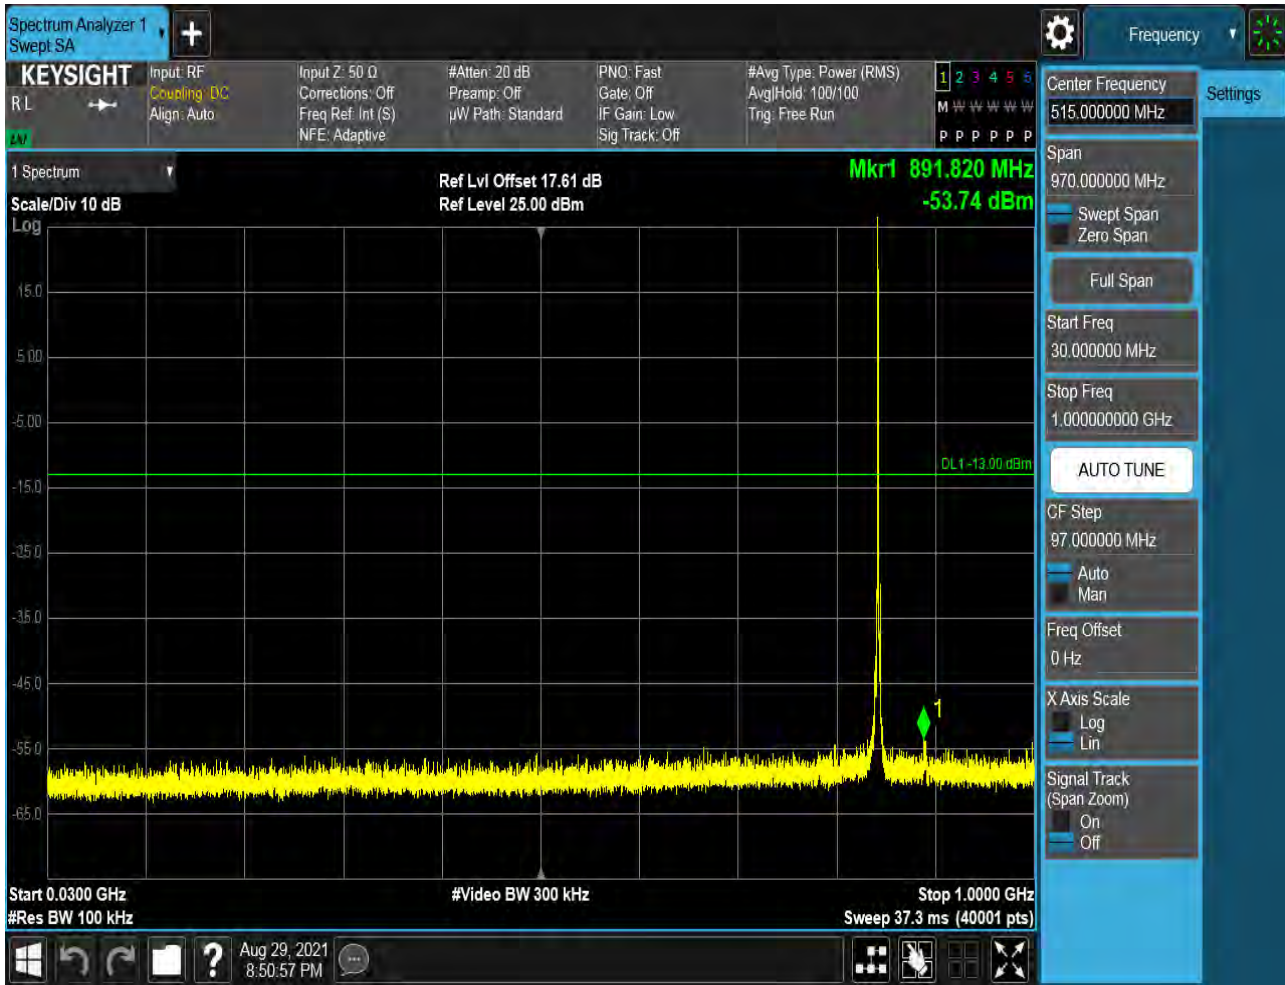 Spectrum Analyzer 1
Swept SA
Frequency
KEYSIGHT
R L
Input: RF
Coupling: DC
Align: Auto
Input Z: 50 Ω
Corrections: Off
Freq Ref: Int (S)
NFE: Adaptive
#Atten: 20 dB
Preamp: Off
µW Path: Standard
PNO: Fast
Gate: Off
IF Gain: Low
Sig Track: Off
#Avg Type: Power (RMS)
Avg|Hold: 100/100
Trig: Free Run
1 2 3 4 5 6
M W W W W W
P P P P P P
1 Spectrum
Scale/Div 10 dB
Log
Ref Lvl Offset 17.61 dB
Ref Level 25.00 dBm
Mkr1 891.820 MHz
-53.74 dBm
15.0
5.00
-5.00
DL1 -13.00 dBm
-15.0
-25.0
-35.0
-45.0
1
-55.0
-65.0
Start 0.0300 GHz
#Video BW 300 kHz
Stop 1.0000 GHz
#Res BW 100 kHz
Sweep 37.3 ms (40001 pts)
?
Aug 29, 2021
8:50:57 PM
Center Frequency
515.000000 MHz
Settings
Span
970.000000 MHz
Swept Span
Zero Span
Full Span
Start Freq
30.000000 MHz
Stop Freq
1.000000000 GHz
AUTO TUNE
CF Step
97.000000 MHz
Auto
Man
Freq Offset
0 Hz
X Axis Scale
Log
Lin
Signal Track
(Span Zoom)
On
Off